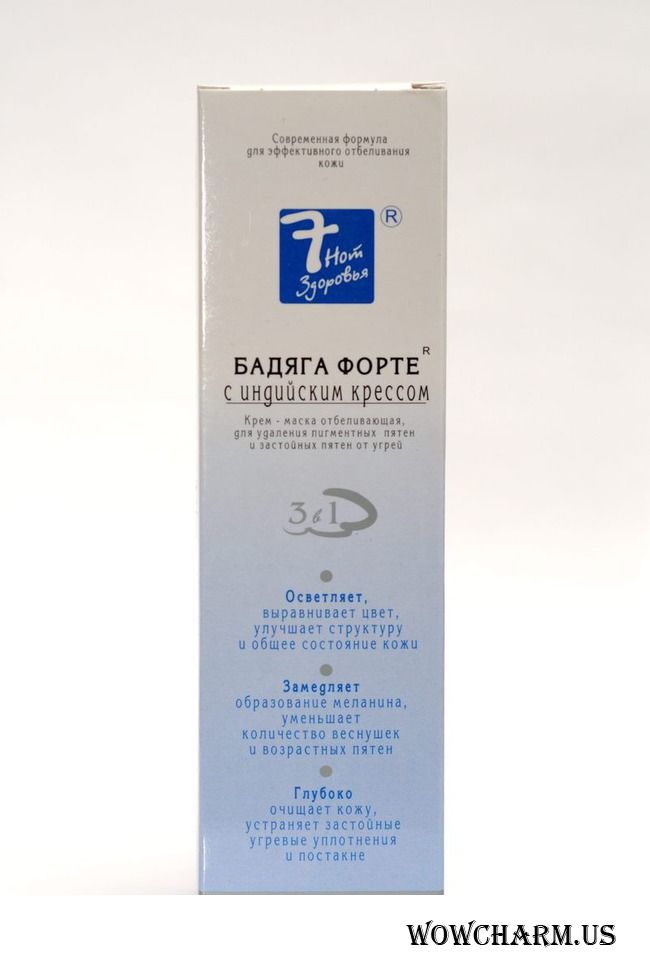 Современная формула
для эффективного отбеливания
кожи
7
Нот
Здоровья
®
БАДЯГА ФОРТЕ R
с индийским крессом
Крем - маска отбеливающая,
для удаления пигментных пятен
и застойных пятен от угрей
3 в 1
Осветляет,
выравнивает цвет,
улучшает структуру
и общее состояние кожи
Замедляет
образование меланина,
уменьшает
количество веснушек
и возрастных пятен
Глубоко
очищает кожу,
устраняет застойные
угревые уплотнения
и постакне
WOWCHARM.US